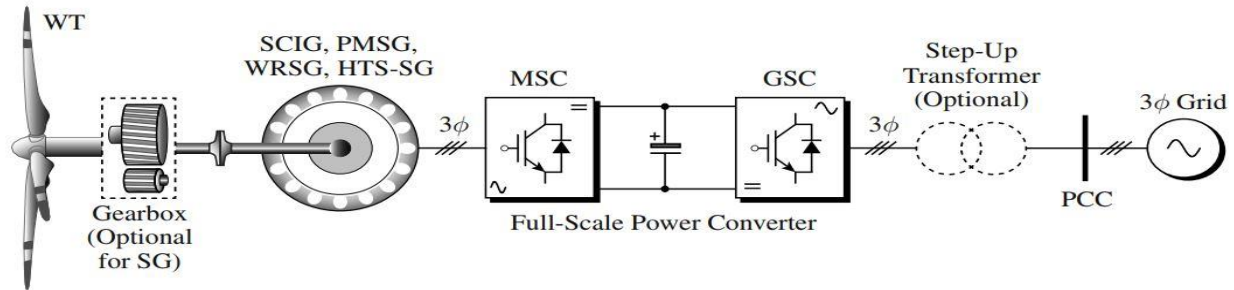 WT
SCIG, PMSG,
WRSG, HTS-SG
Gearbox
(Optional
for SG)
3ϕ
MSC
GSC
+
Full-Scale Power Converter
3ϕ
Step-Up
Transformer
(Optional)
PCC
3ϕ Grid